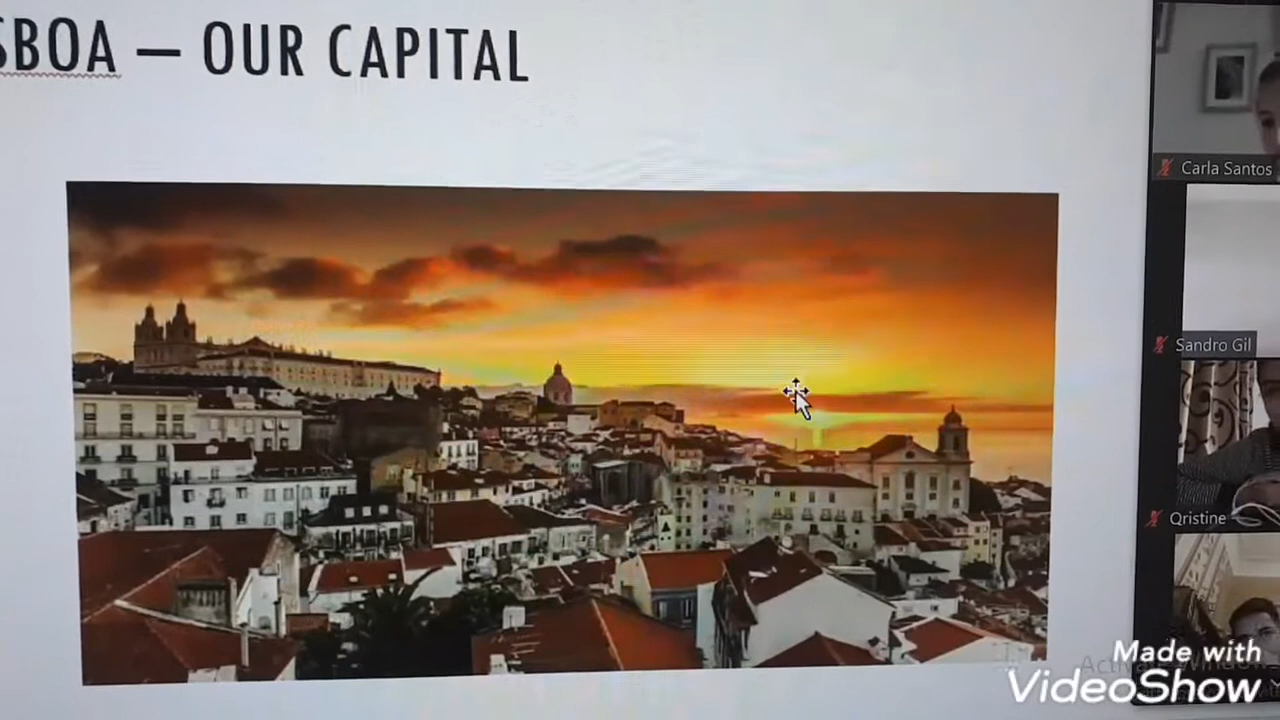 SBOA – OUR CAPITAL
Carla Santos
Sandro Gil
Qristine
Made with
VideoShow